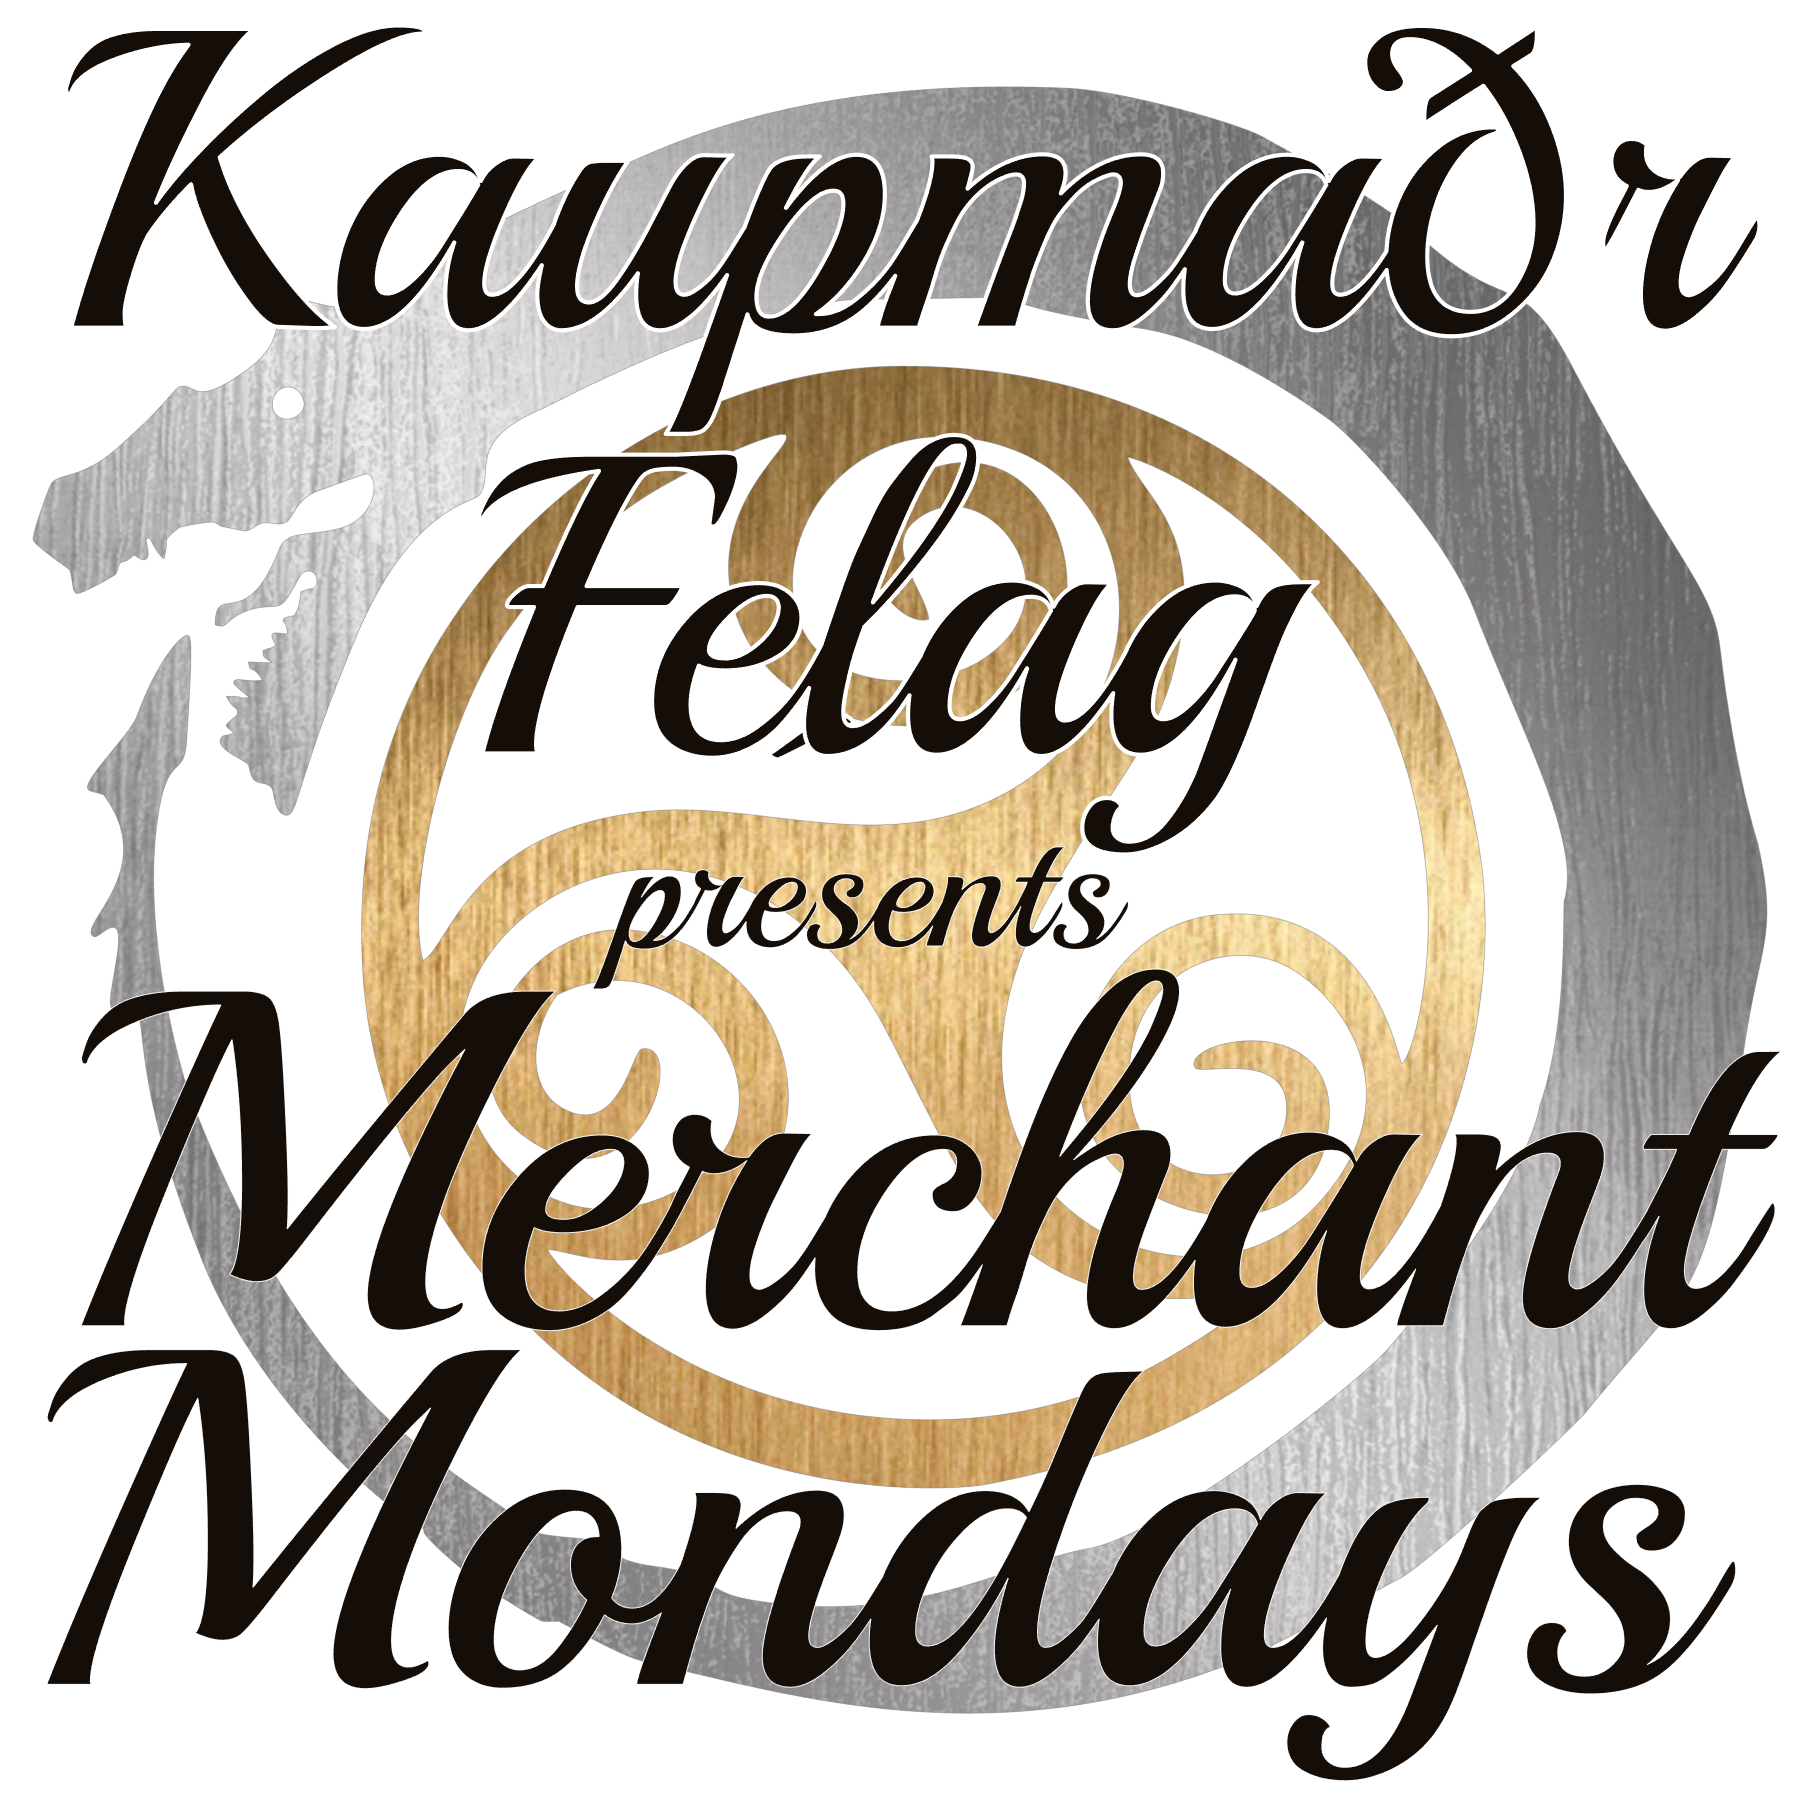 Kaupmaðr
Felag
presents
Merchant
Mondays